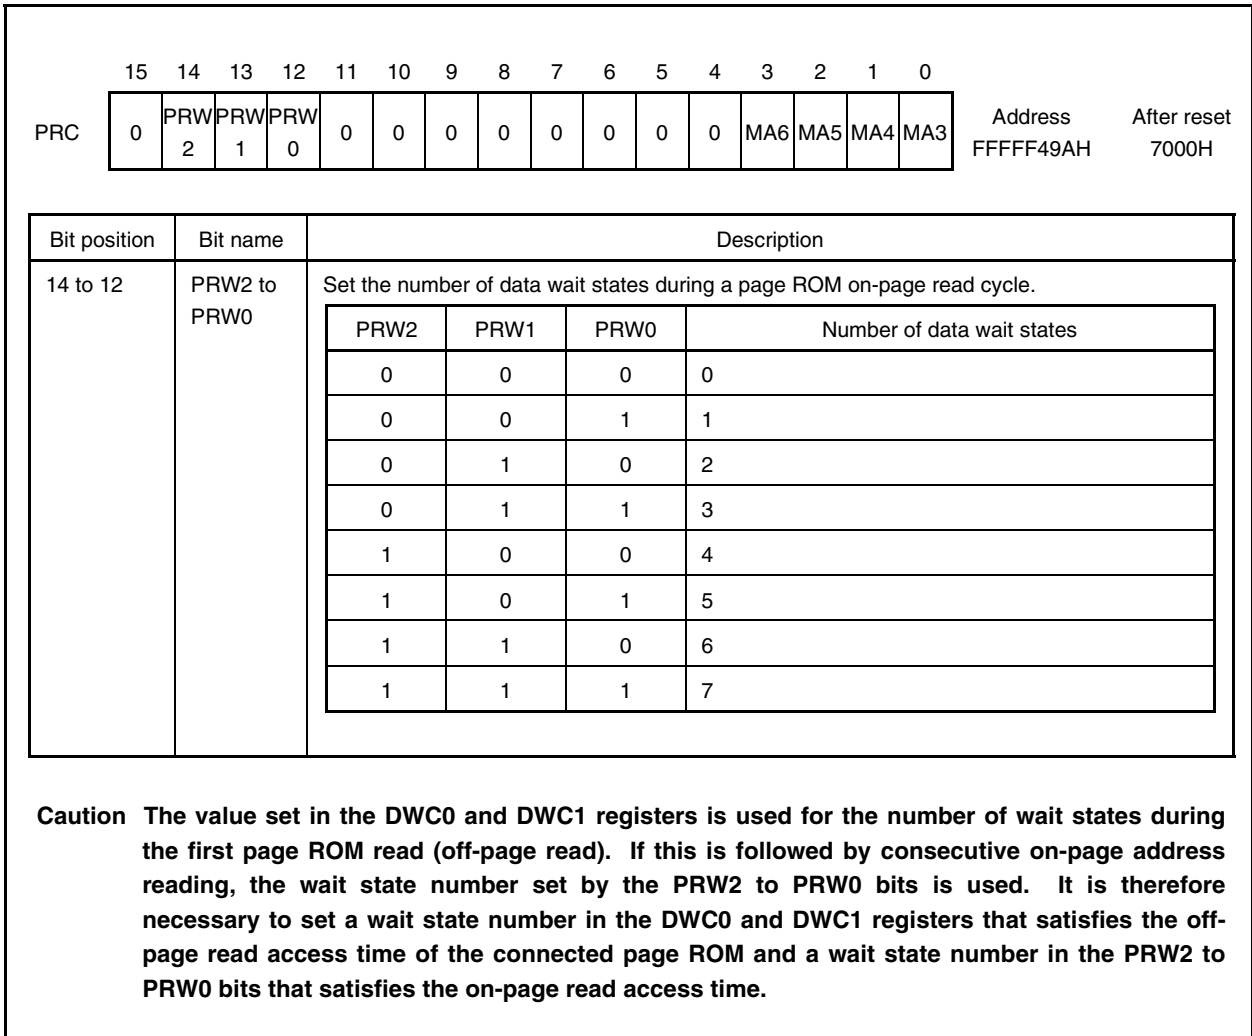 15 14 13 12 11 10 9 8 7 6 5 4 3 2 1 0
PRC 0 PRW2 PRW1 PRW0 0 0 0 0 0 0 0 0 MA6 MA5 MA4 MA3 Address FFFFF49AH After reset 7000H
Bit position Bit name Description
14 to 12 PRW2 to PRW0 Set the number of data wait states during a page ROM on-page read cycle.
PRW2 PRW1 PRW0 Number of data wait states
0 0 0 0
0 0 1 1
0 1 0 2
0 1 1 3
1 0 0 4
1 0 1 5
1 1 0 6
1 1 1 7
Caution The value set in the DWC0 and DWC1 registers is used for the number of wait states during
the first page ROM read (off-page read). If this is followed by consecutive on-page address
reading, the wait state number set by the PRW2 to PRW0 bits is used. It is therefore
necessary to set a wait state number in the DWC0 and DWC1 registers that satisfies the off-
page read access time of the connected page ROM and a wait state number in the PRW2 to
PRW0 bits that satisfies the on-page read access time.